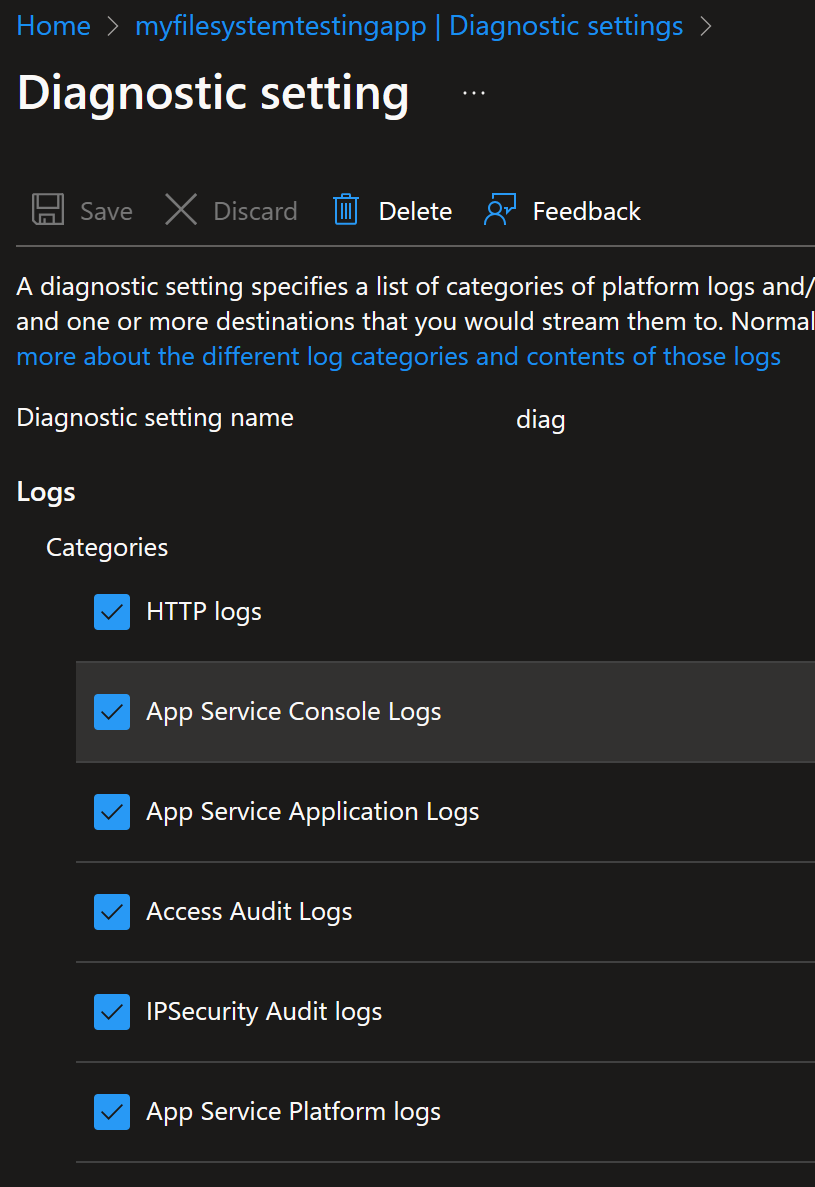 Home > myfilesystemtestingapp | Diagnostic settings >
Diagnostic setting ...
Save Discard Delete Feedback
A diagnostic setting specifies a list of categories of platform logs and/
and one or more destinations that you would stream them to. Normal
more about the different log categories and contents of those logs
Diagnostic setting name diag
Logs
Categories
HTTP logs
App Service Console Logs
App Service Application Logs
Access Audit Logs
IPSecurity Audit logs
App Service Platform logs